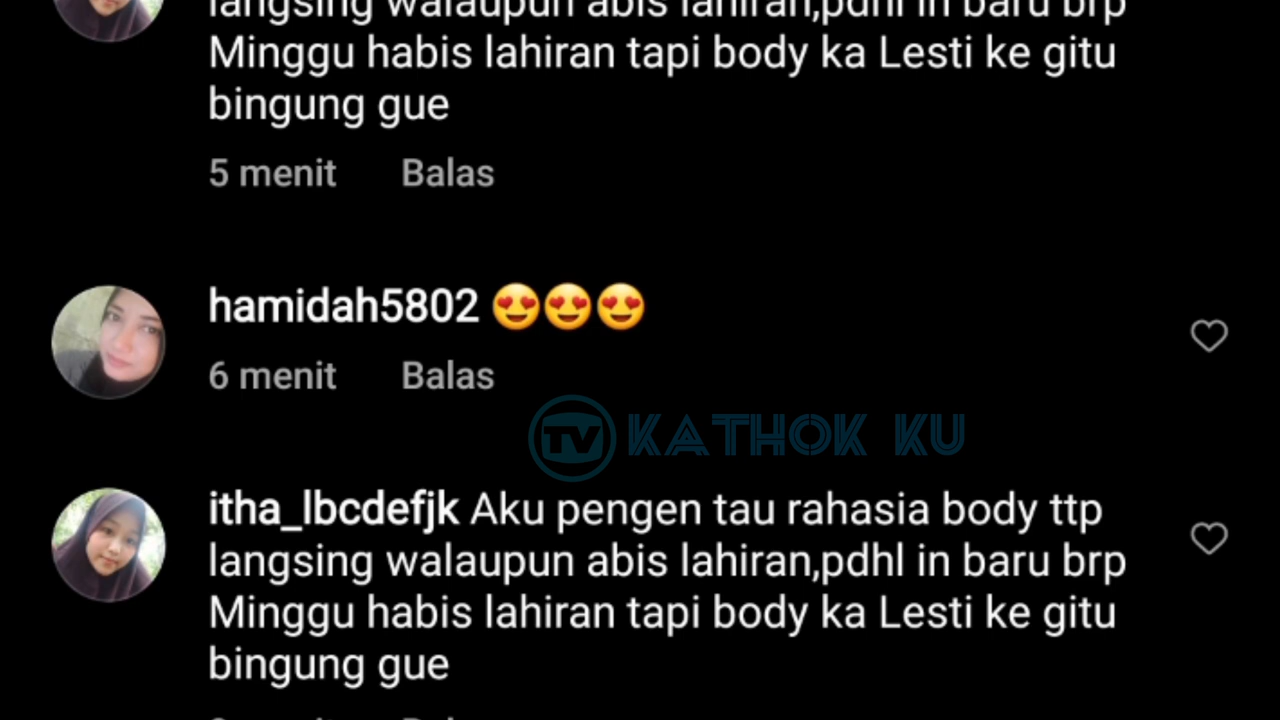 langsing walaupun abis lahiran,pdhl in baru brp
Minggu habis lahiran tapi body ka Lesti ke gitu
bingung gue
5 menit Balas
hamidah5802 😍😍😍
6 menit Balas
TV KATHOK KU
itha_lbcdefjk Aku pengen tau rahasia body ttp
langsing walaupun abis lahiran,pdhl in baru brp
Minggu habis lahiran tapi body ka Lesti ke gitu
bingung gue